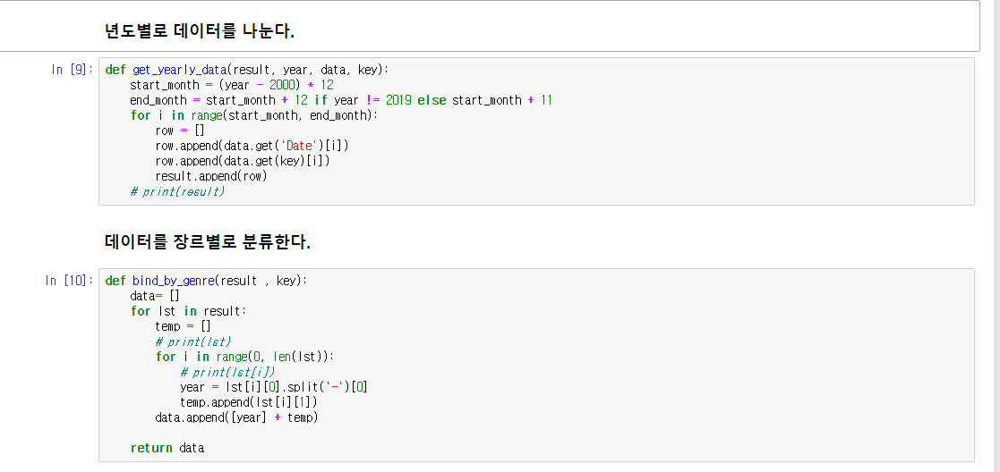 년도별로 데이터를 나눈다.
In [9]: def get_yearly_data(result, year, data, key):
    start_month = (year - 2000) * 12
    end_month = start_month + 12 if year != 2019 else start_month + 11
    for i in range(start_month, end_month):
        row = []
        row.append(data.get('Date')[i])
        row.append(data.get(key)[i])
        result.append(row)
    # print(result)
데이터를 장르별로 분류한다.
In [10]: def bind_by_genre(result , key):
    data= []
    for lst in result:
        temp = []
        # print(lst)
        for i in range(0, len(lst)):
            # print(lst[i])
            year = lst[i][0].split('-')[0]
            temp.append(lst[i][1])
        data.append([year] + temp)
    return data